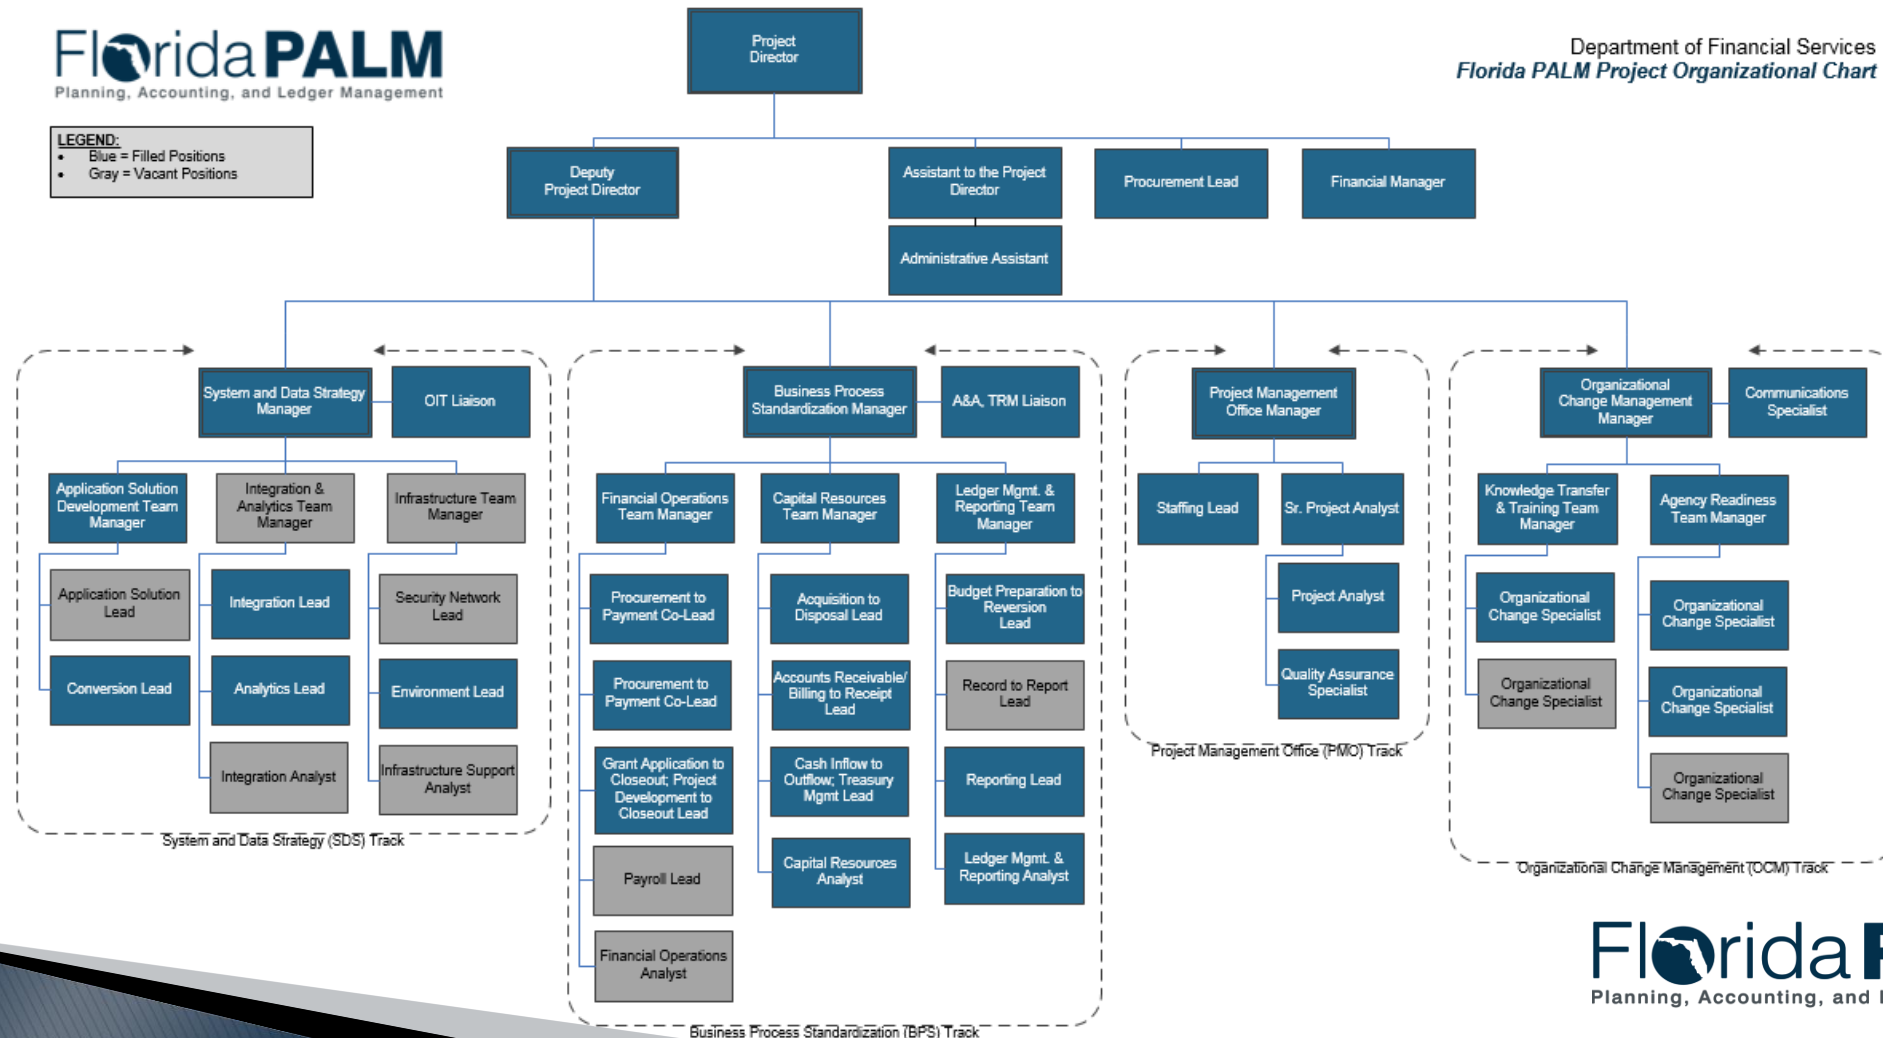 Florida PALM
Planning, Accounting, and Ledger Management
Department of Financial Services
Florida PALM Project Organizational Chart
LEGEND:
• Blue = Filled Positions
• Gray = Vacant Positions
Project
Director
Deputy
Project Director
Assistant to the Project
Director
Procurement Lead
Financial Manager
Administrative Assistant
System and Data Strategy
Manager
OIT Liaison
Application Solution
Development Team
Manager
Integration &
Analytics Team
Manager
Infrastructure Team
Manager
Application Solution
Lead
Conversion Lead
Integration Lead
Analytics Lead
Integration Analyst
Security Network
Lead
Environment Lead
Infrastructure Support
Analyst
System and Data Strategy (SDS) Track
Business Process
Standardization Manager
A&A, TRM Liaison
Financial Operations
Team Manager
Capital Resources
Team Manager
Ledger Mgmt. &
Reporting Team
Manager
Procurement to
Payment Co-Lead
Procurement to
Payment Co-Lead
Grant Application to
Closeout; Project
Development to
Closeout Lead
Payroll Lead
Financial Operations
Analyst
Acquisition to
Disposal Lead
Accounts Receivable/
Billing to Receipt
Lead
Cash Inflow to
Outflow; Treasury
Mgmt Lead
Capital Resources
Analyst
Budget Preparation to
Reversion
Lead
Record to Report
Lead
Reporting Lead
Ledger Mgmt. &
Reporting Analyst
Business Process Standardization (BPS) Track
Project Management
Office Manager
Staffing Lead
Sr. Project Analyst
Project Analyst
Quality Assurance
Specialist
Project Management Office (PMO) Track
Organizational
Change Management
Manager
Communications
Specialist
Knowledge Transfer
& Training Team
Manager
Agency Readiness
Team Manager
Organizational
Change Specialist
Organizational
Change Specialist
Organizational
Change Specialist
Organizational
Change Specialist
Organizational
Change Specialist
Organizational Change Management (OCM) Track
Florida
Planning, Accounting, and